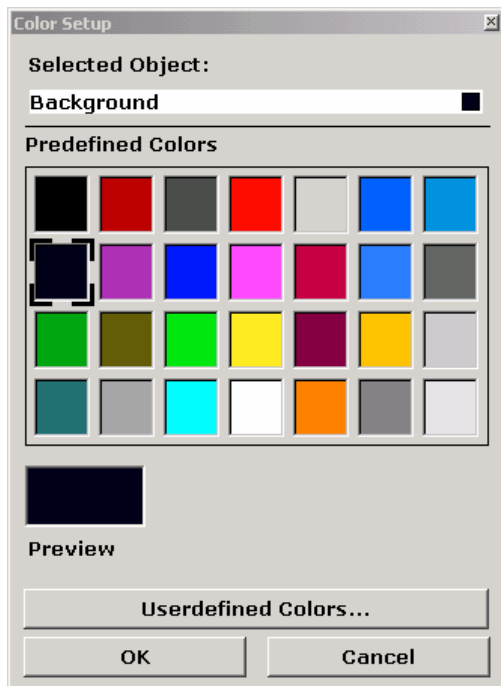 Color Setup
Selected Object:
Background
Predefined Colors
Preview
Userdefined Colors...
OK
Cancel